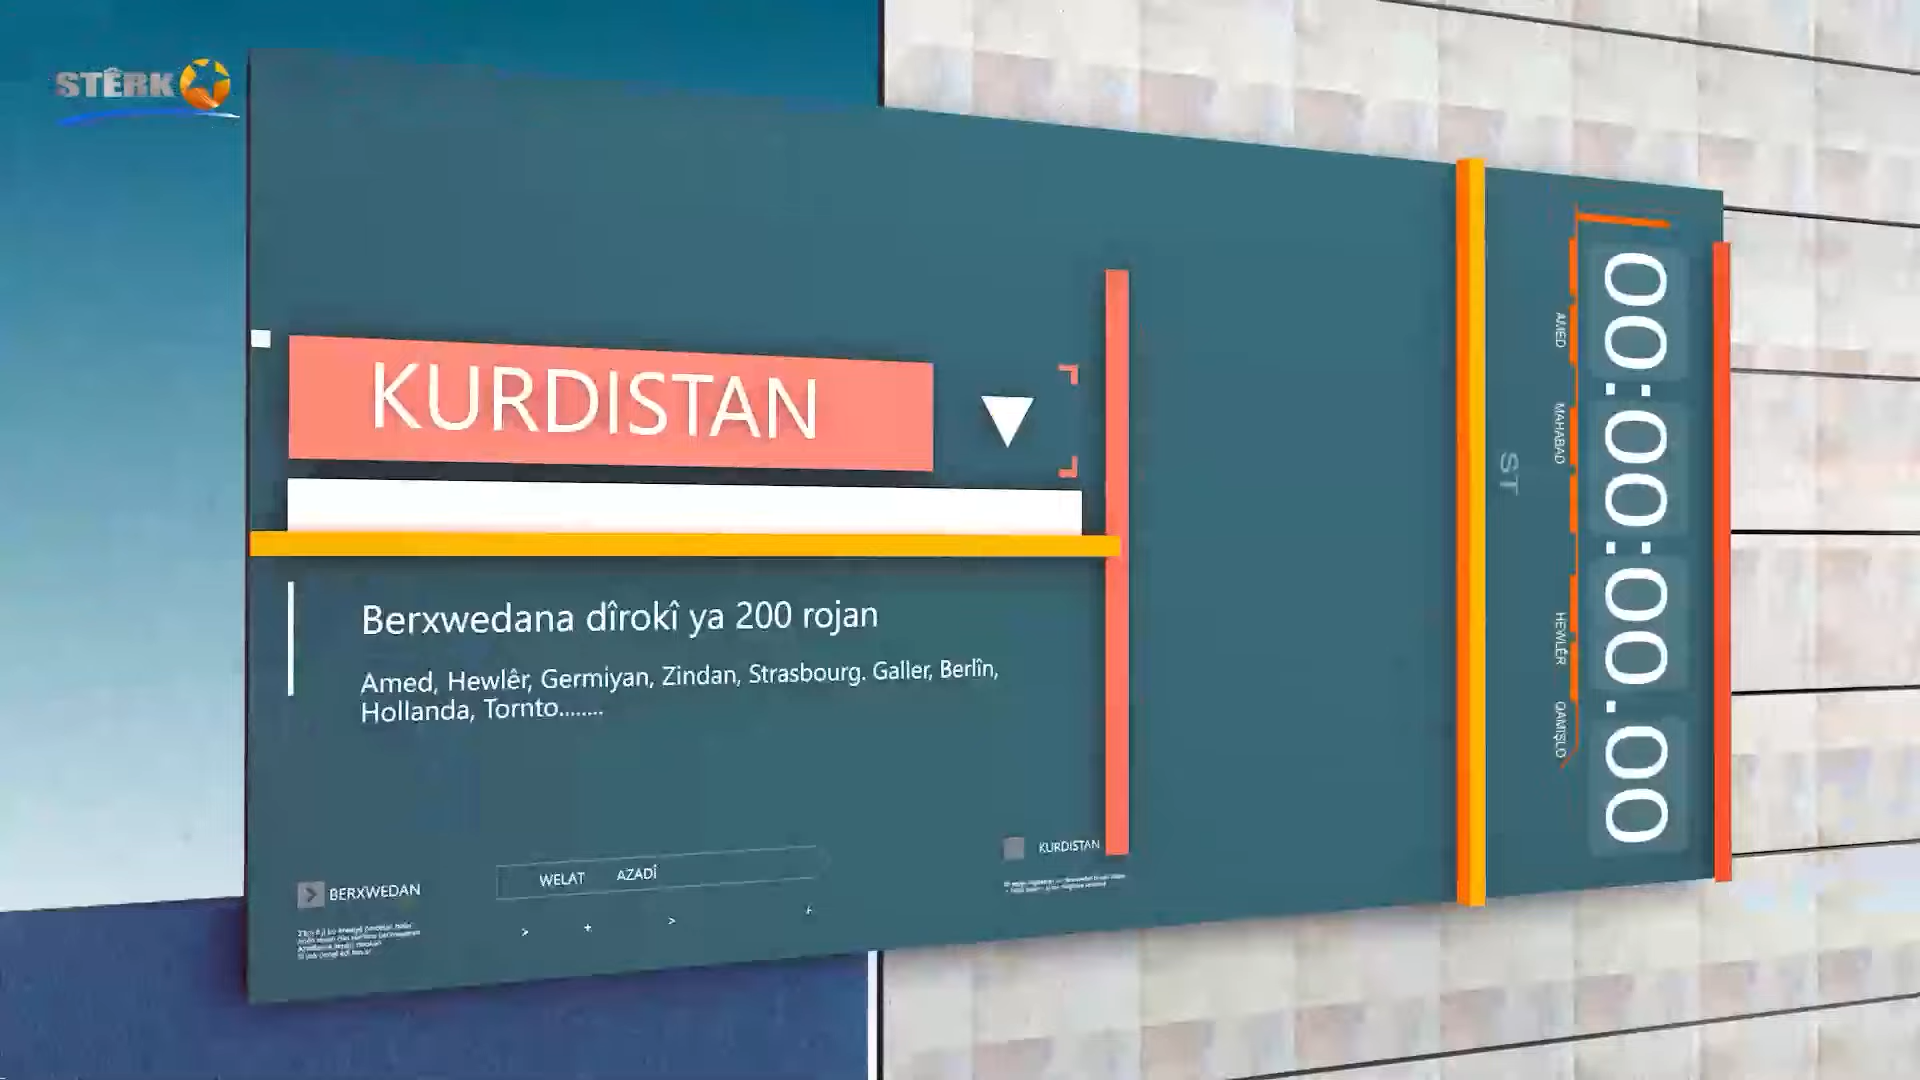 STÊRK
KURDISTAN
Berxwedana dîrokî ya 200 rojan
Amed, Hewlêr, Germiyan, Zindan, Strasbourg. Galler, Berlîn,
Hollanda, Tornto........
BERXWEDAN
WELAT AZADÎ
> + > +
KURDISTAN
ST
AMED
MAHABAD
HEWLÊR
QAMIŞLO
00:00:00.00